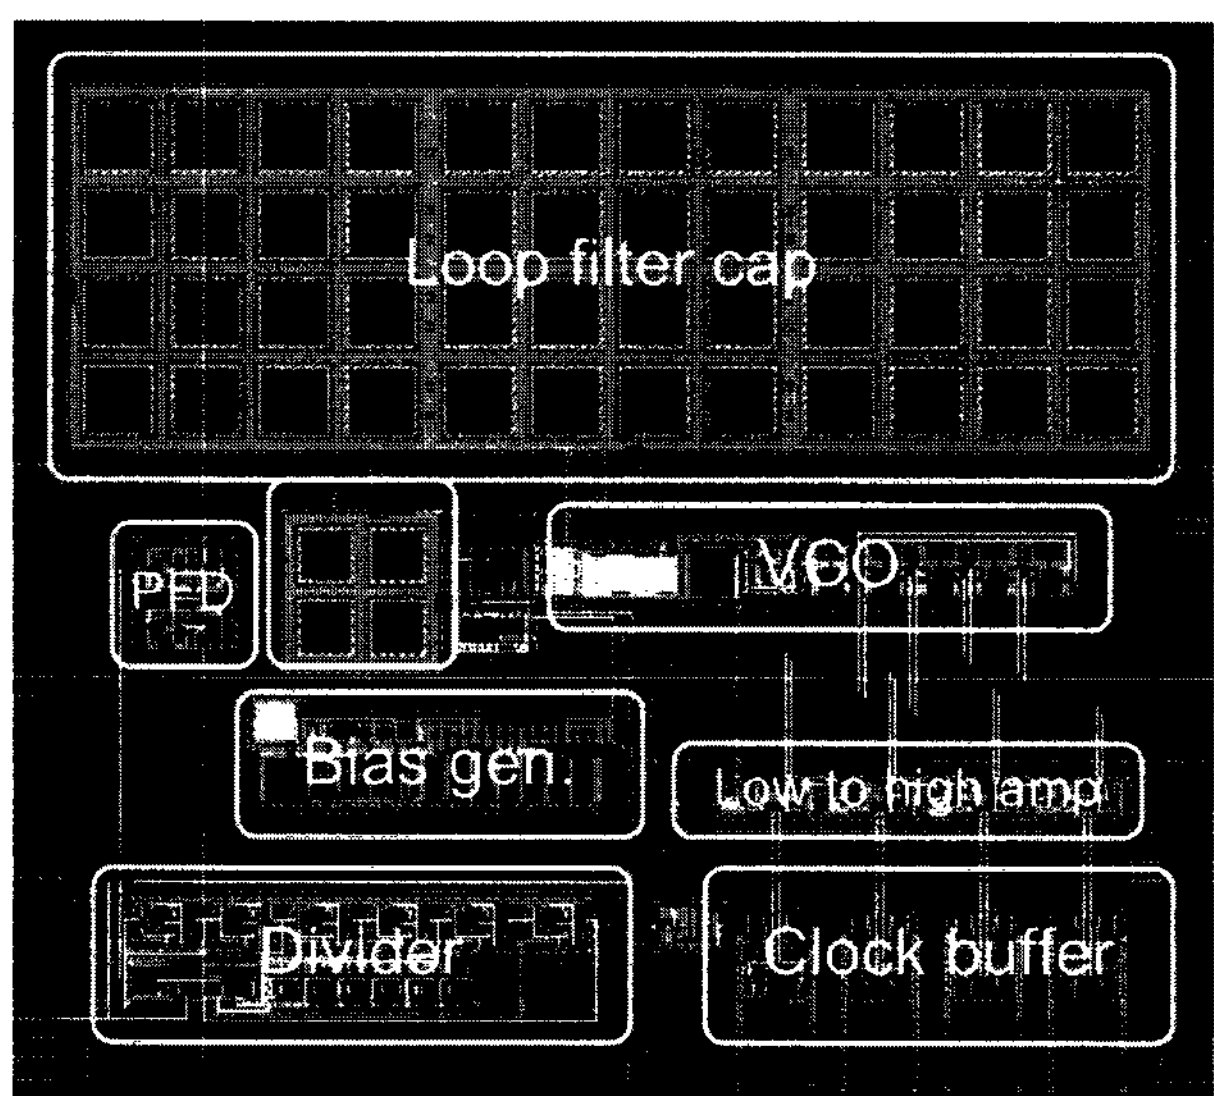 Loop filter cap
PFD
VCO
Bias gen.
Low to high amp
Divider
Clock buffer